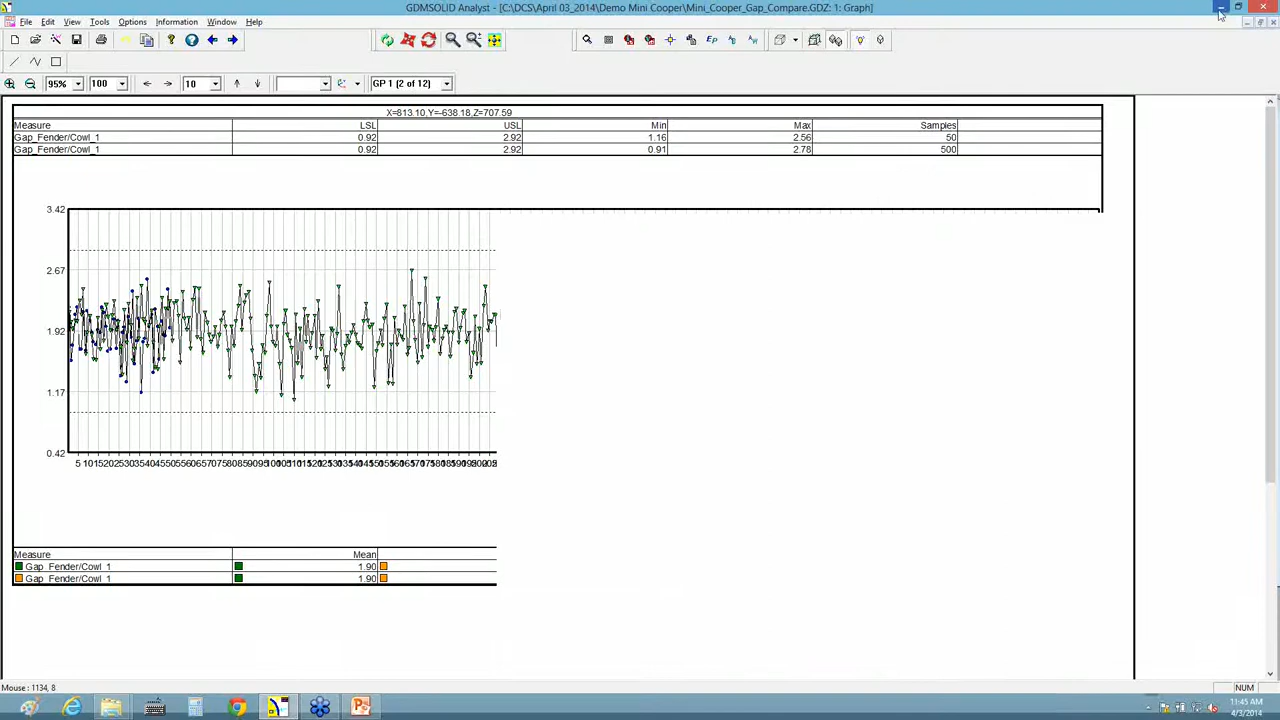 GDMSOLID Analyst - [C:\DCS\April 03_2014\Demo Mini Cooper\Mini_Cooper_Gap_Compare.GDZ: 1: Graph]
File Edit View Tools Options Information Window Help
95% 100 10 GP 1 (2 of 12)
X=813.10,Y=-638.18,Z=707.59
Measure LSL USL Min Max Samples
Gap_Fender/Cowl_1 0.92 2.92 1.16 2.56 50
Gap_Fender/Cowl_1 0.92 2.92 0.91 2.78 500
3.42
2.67
1.92
1.17
0.42
Measure Mean
Gap_Fender/Cowl_1 1.90
Gap_Fender/Cowl_1 1.90
Mouse : 1134, 8 NUM
11:45 AM
4/3/2014